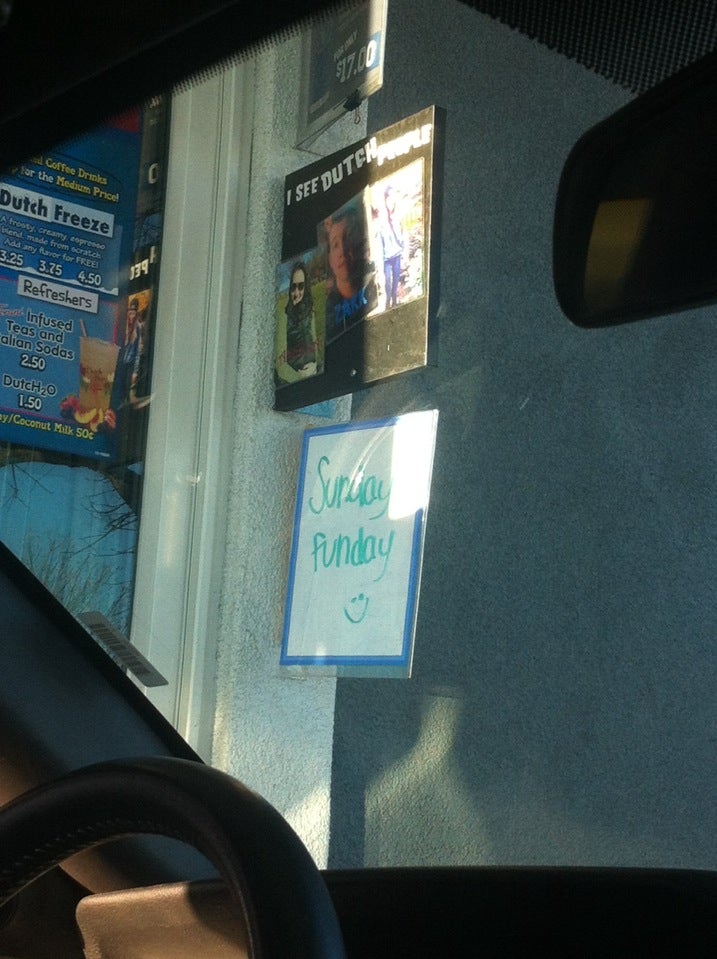 $17.00
I SEE DUTCH PEOPLE
ZAKK
Sunday
Funday
Coffee Drinks
for the Medium Price!
Dutch Freeze
A frosty, creamy espresso
blend made from scratch
Add any flavor for FREE!
3.25 3.75 4.50
Refreshers
Infused
Teas and
Italian Sodas
2.50
DutcH2O
1.50
/Coconut Milk 50¢